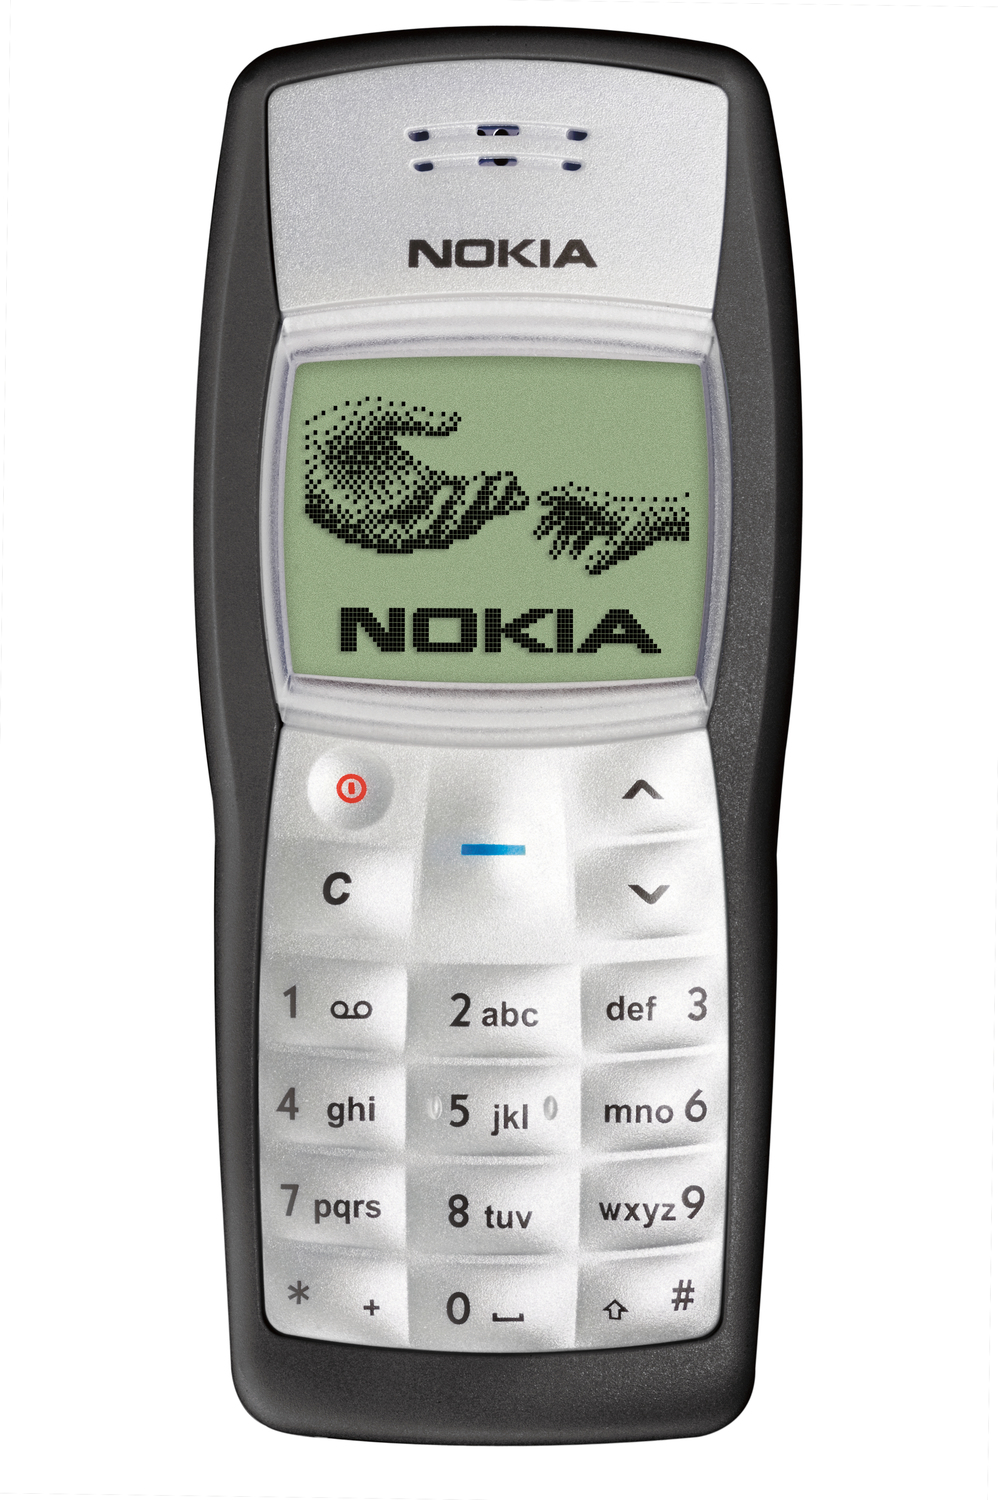 NOKIA
NOKIA
C
1
2 abc
def 3
4 ghi
5 jkl
mno 6
7 pqrs
8 tuv
wxyz 9
* +
0
#